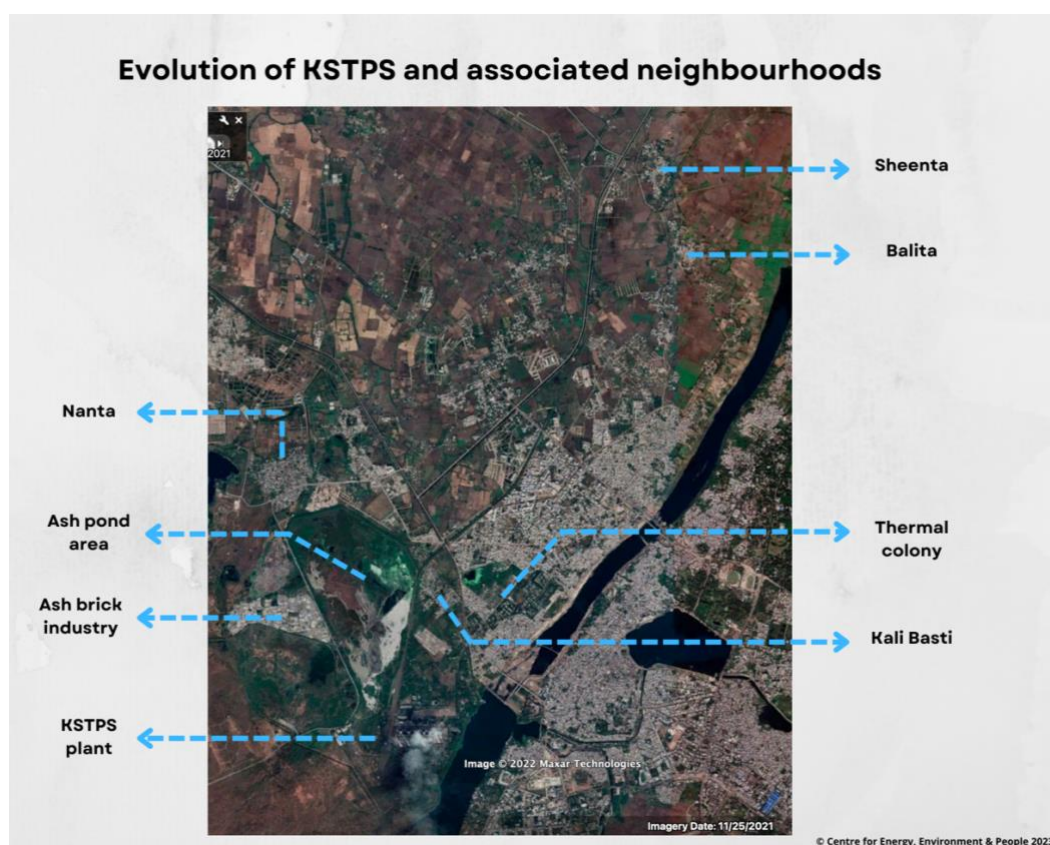 Evolution of KSTPS and associated neighbourhoods
2021
Sheenta
Balita
Nanta
Ash pond
area
Thermal
colony
Ash brick
industry
Kali Basti
KSTPS
plant
Image © 2022 Maxar Technologies
Imagery Date: 11/25/2021
© Centre for Energy, Environment & People 2023